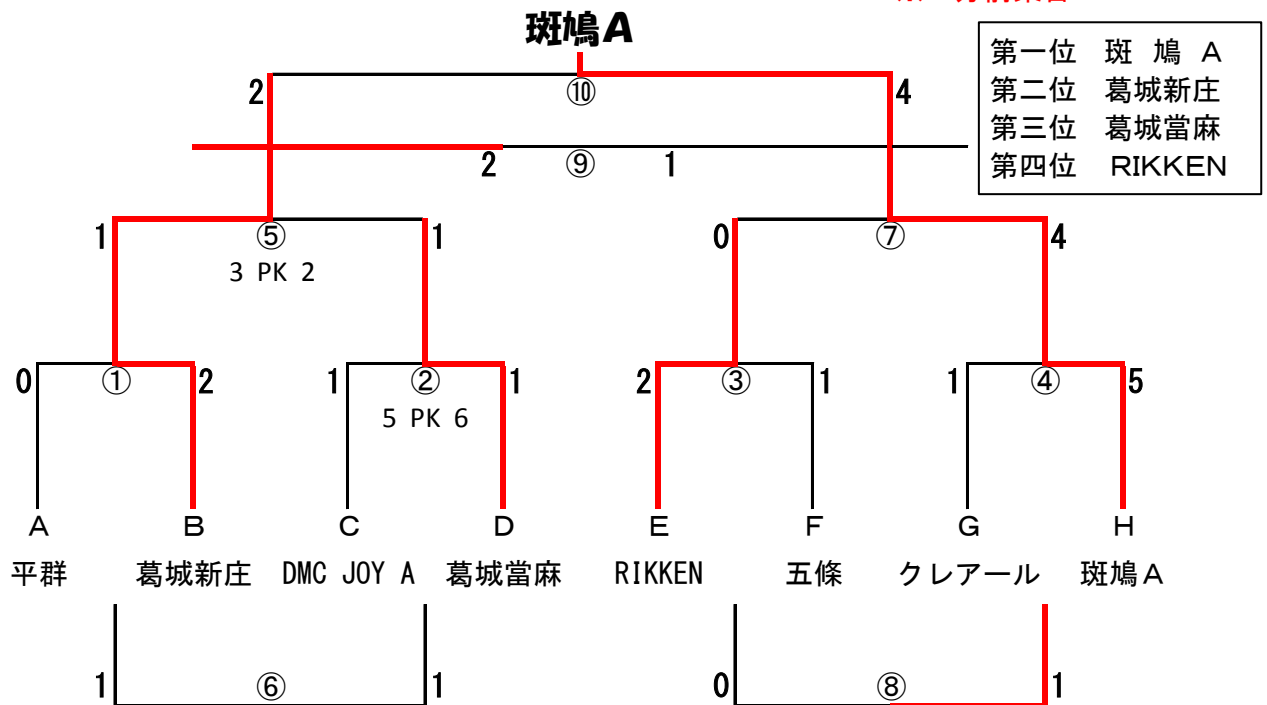 斑鳩A
第一位 斑 鳩 A
第二位 葛城新庄
第三位 葛城當麻
第四位 RIKKEN
2 ⑩ 4
2 ⑨ 1
1 ⑤ 1 0 ⑦ 4
3 PK 2
0 ① 2 1 ② 1 2 ③ 1 1 ④ 5
5 PK 6
A B C D E F G H
平群 葛城新庄 DMC JOY A 葛城當麻 RIKKEN 五條 クレアール 斑鳩A
1 ⑥ 1 0 ⑧ 1